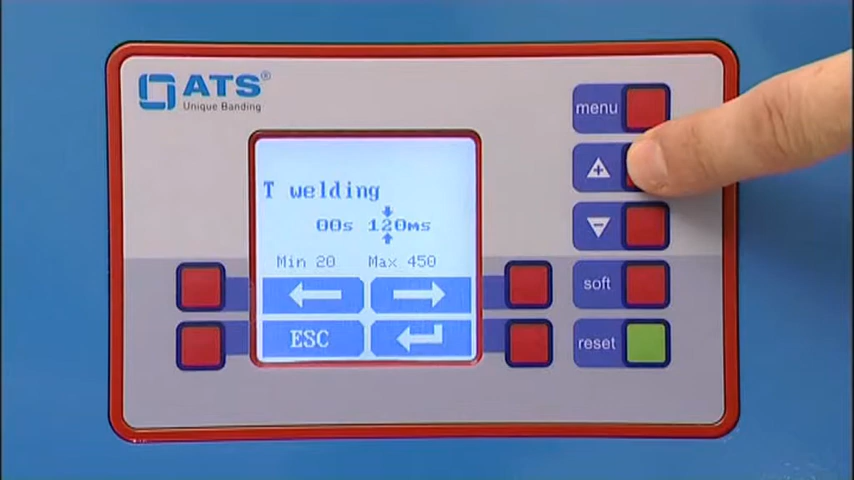 ATS®
Unique Banding
menu
T welding
00s 120ms
Min 20 Max 450
ESC
soft
reset